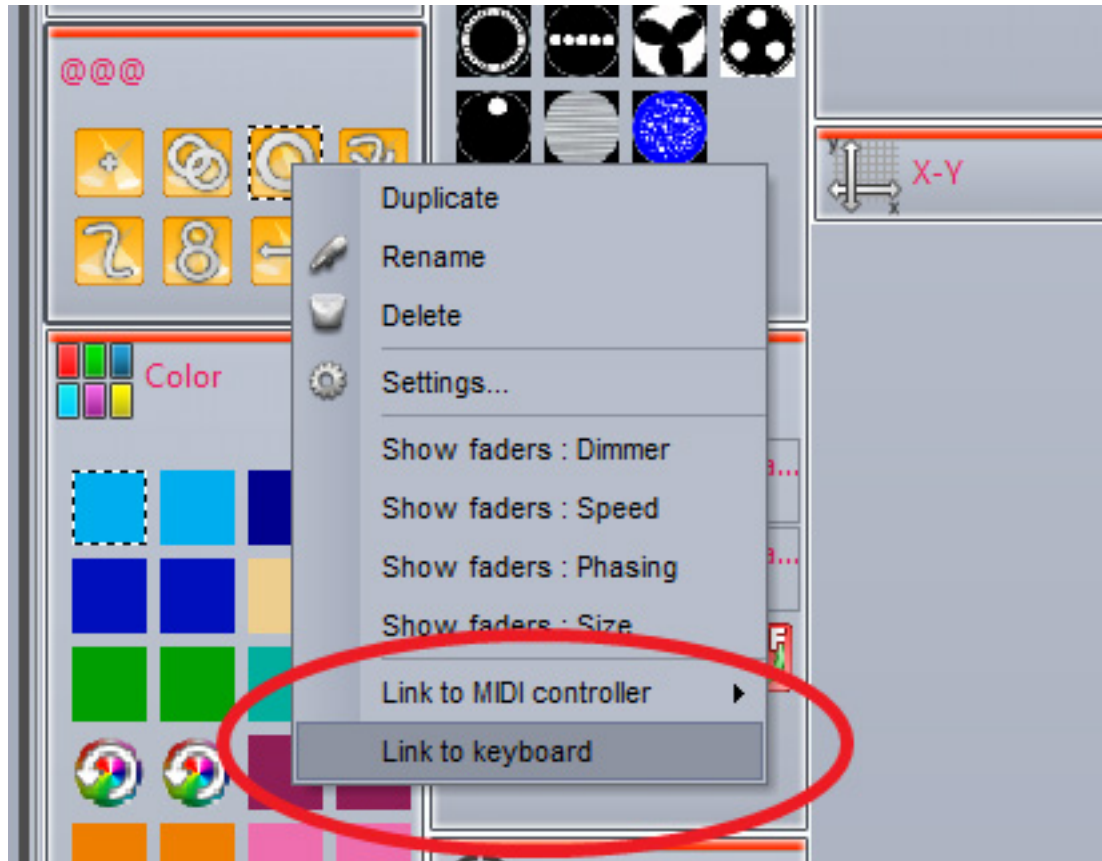 @@@
Duplicate
Rename
Delete
Settings...
Show faders : Dimmer
Show faders : Speed
Show faders : Phasing
Show faders : Size
Link to MIDI controller
Link to keyboard
Color
a...
a...
F
y
x
X-Y